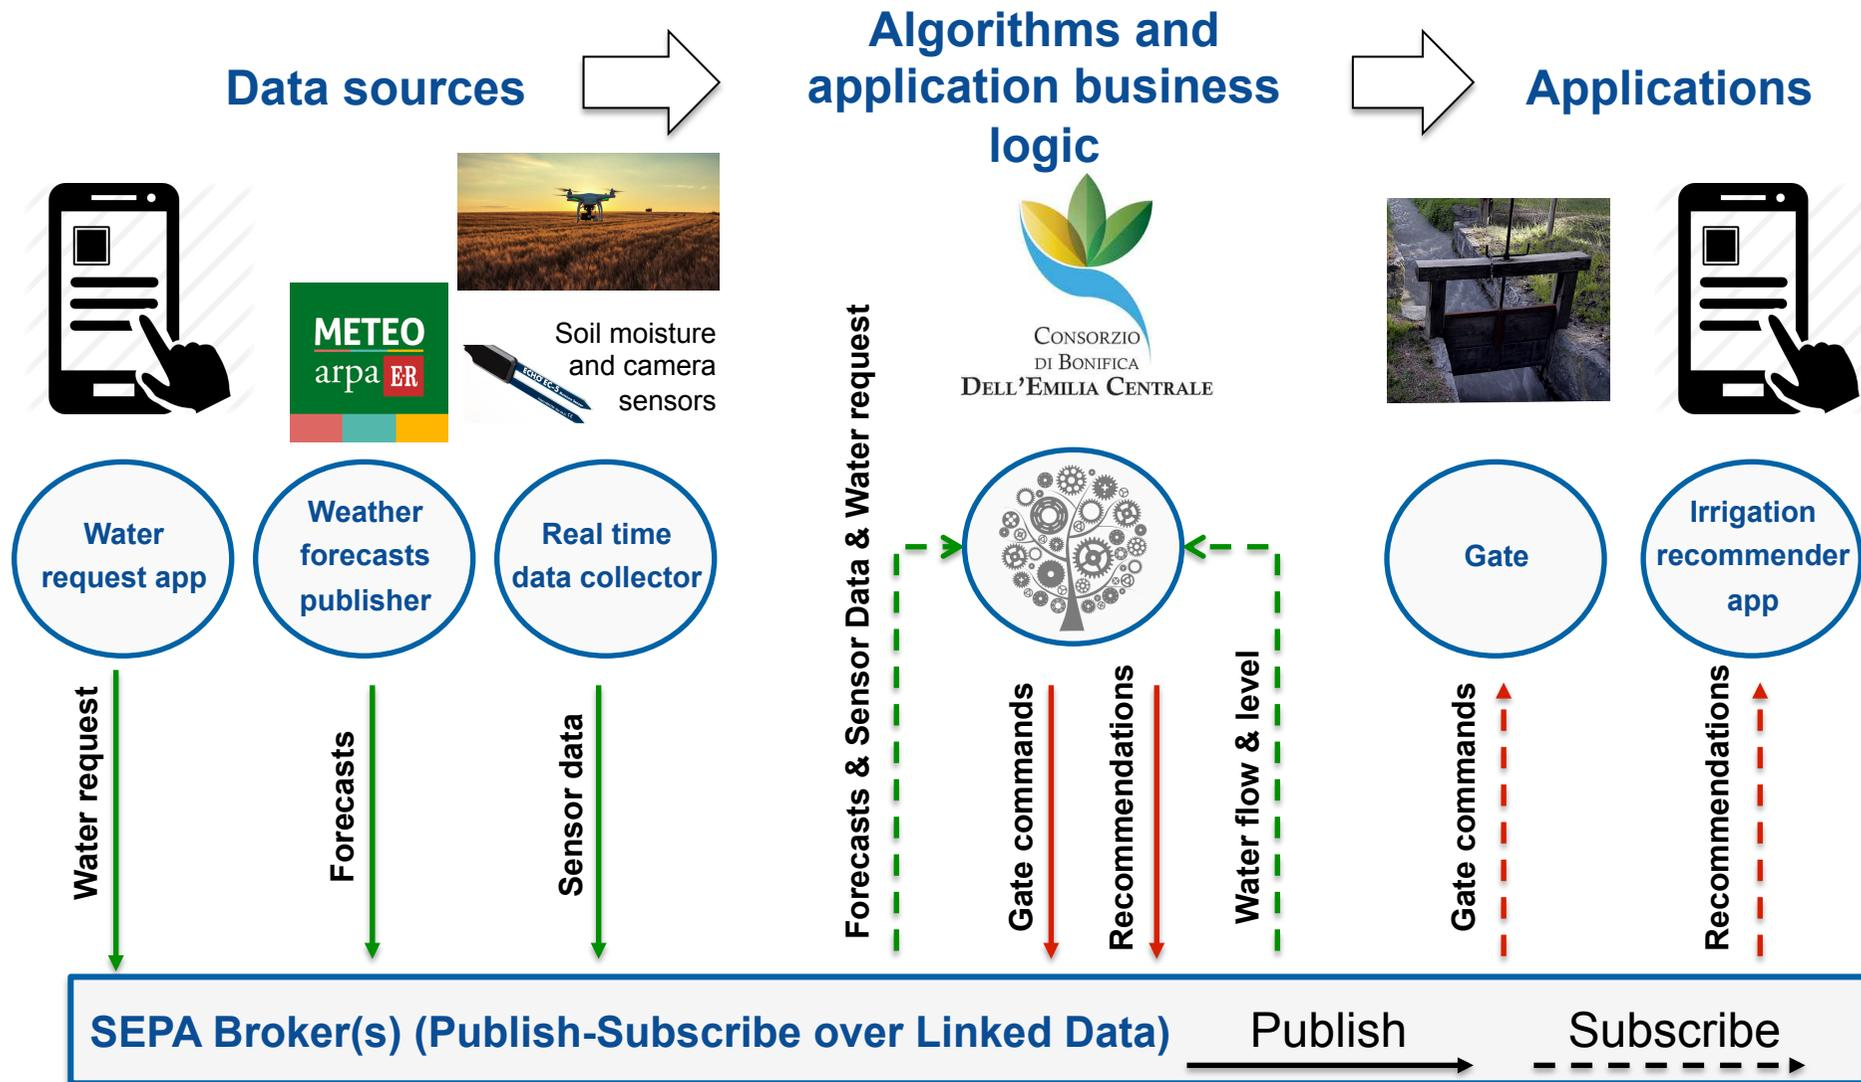 Data sources
Algorithms and
application business
logic
Applications
METEO
arpa E·R
ECHO EC-5
Soil moisture
and camera
sensors
CONSORZIO
DI BONIFICA
DELL'EMILIA CENTRALE
Water
request app
Weather
forecasts
publisher
Real time
data collector
Gate
Irrigation
recommender
app
Water request
Forecasts
Sensor data
Forecasts & Sensor Data & Water request
Gate commands
Recommendations
Water flow & level
Gate commands
Recommendations
SEPA Broker(s) (Publish-Subscribe over Linked Data)
Publish
Subscribe